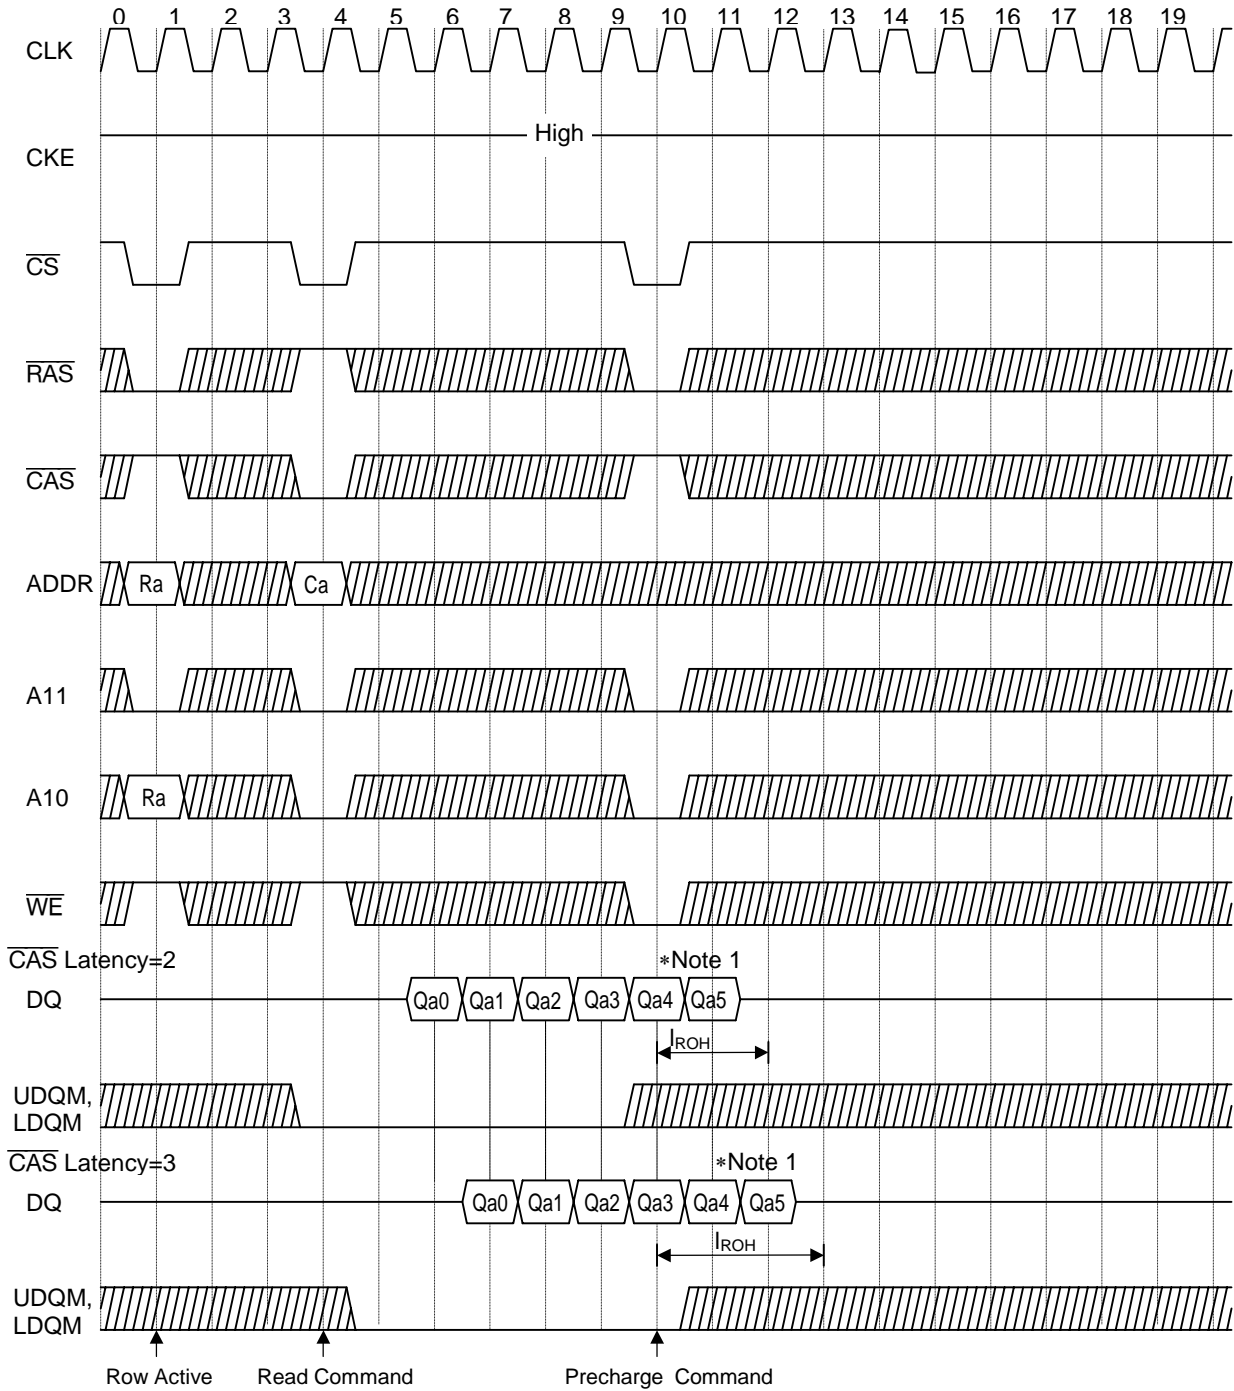 0 1 2 3 4 5 6 7 8 9 10 11 12 13 14 15 16 17 18 19
CLK
High
CKE
CS
RAS
CAS
ADDR Ra Ca
A11
A10 Ra
WE
CAS Latency=2 *Note 1
DQ Qa0 Qa1 Qa2 Qa3 Qa4 Qa5
IROH
UDQM,
LDQM
CAS Latency=3 *Note 1
DQ Qa0 Qa1 Qa2 Qa3 Qa4 Qa5
IROH
UDQM,
LDQM
Row Active Read Command Precharge Command